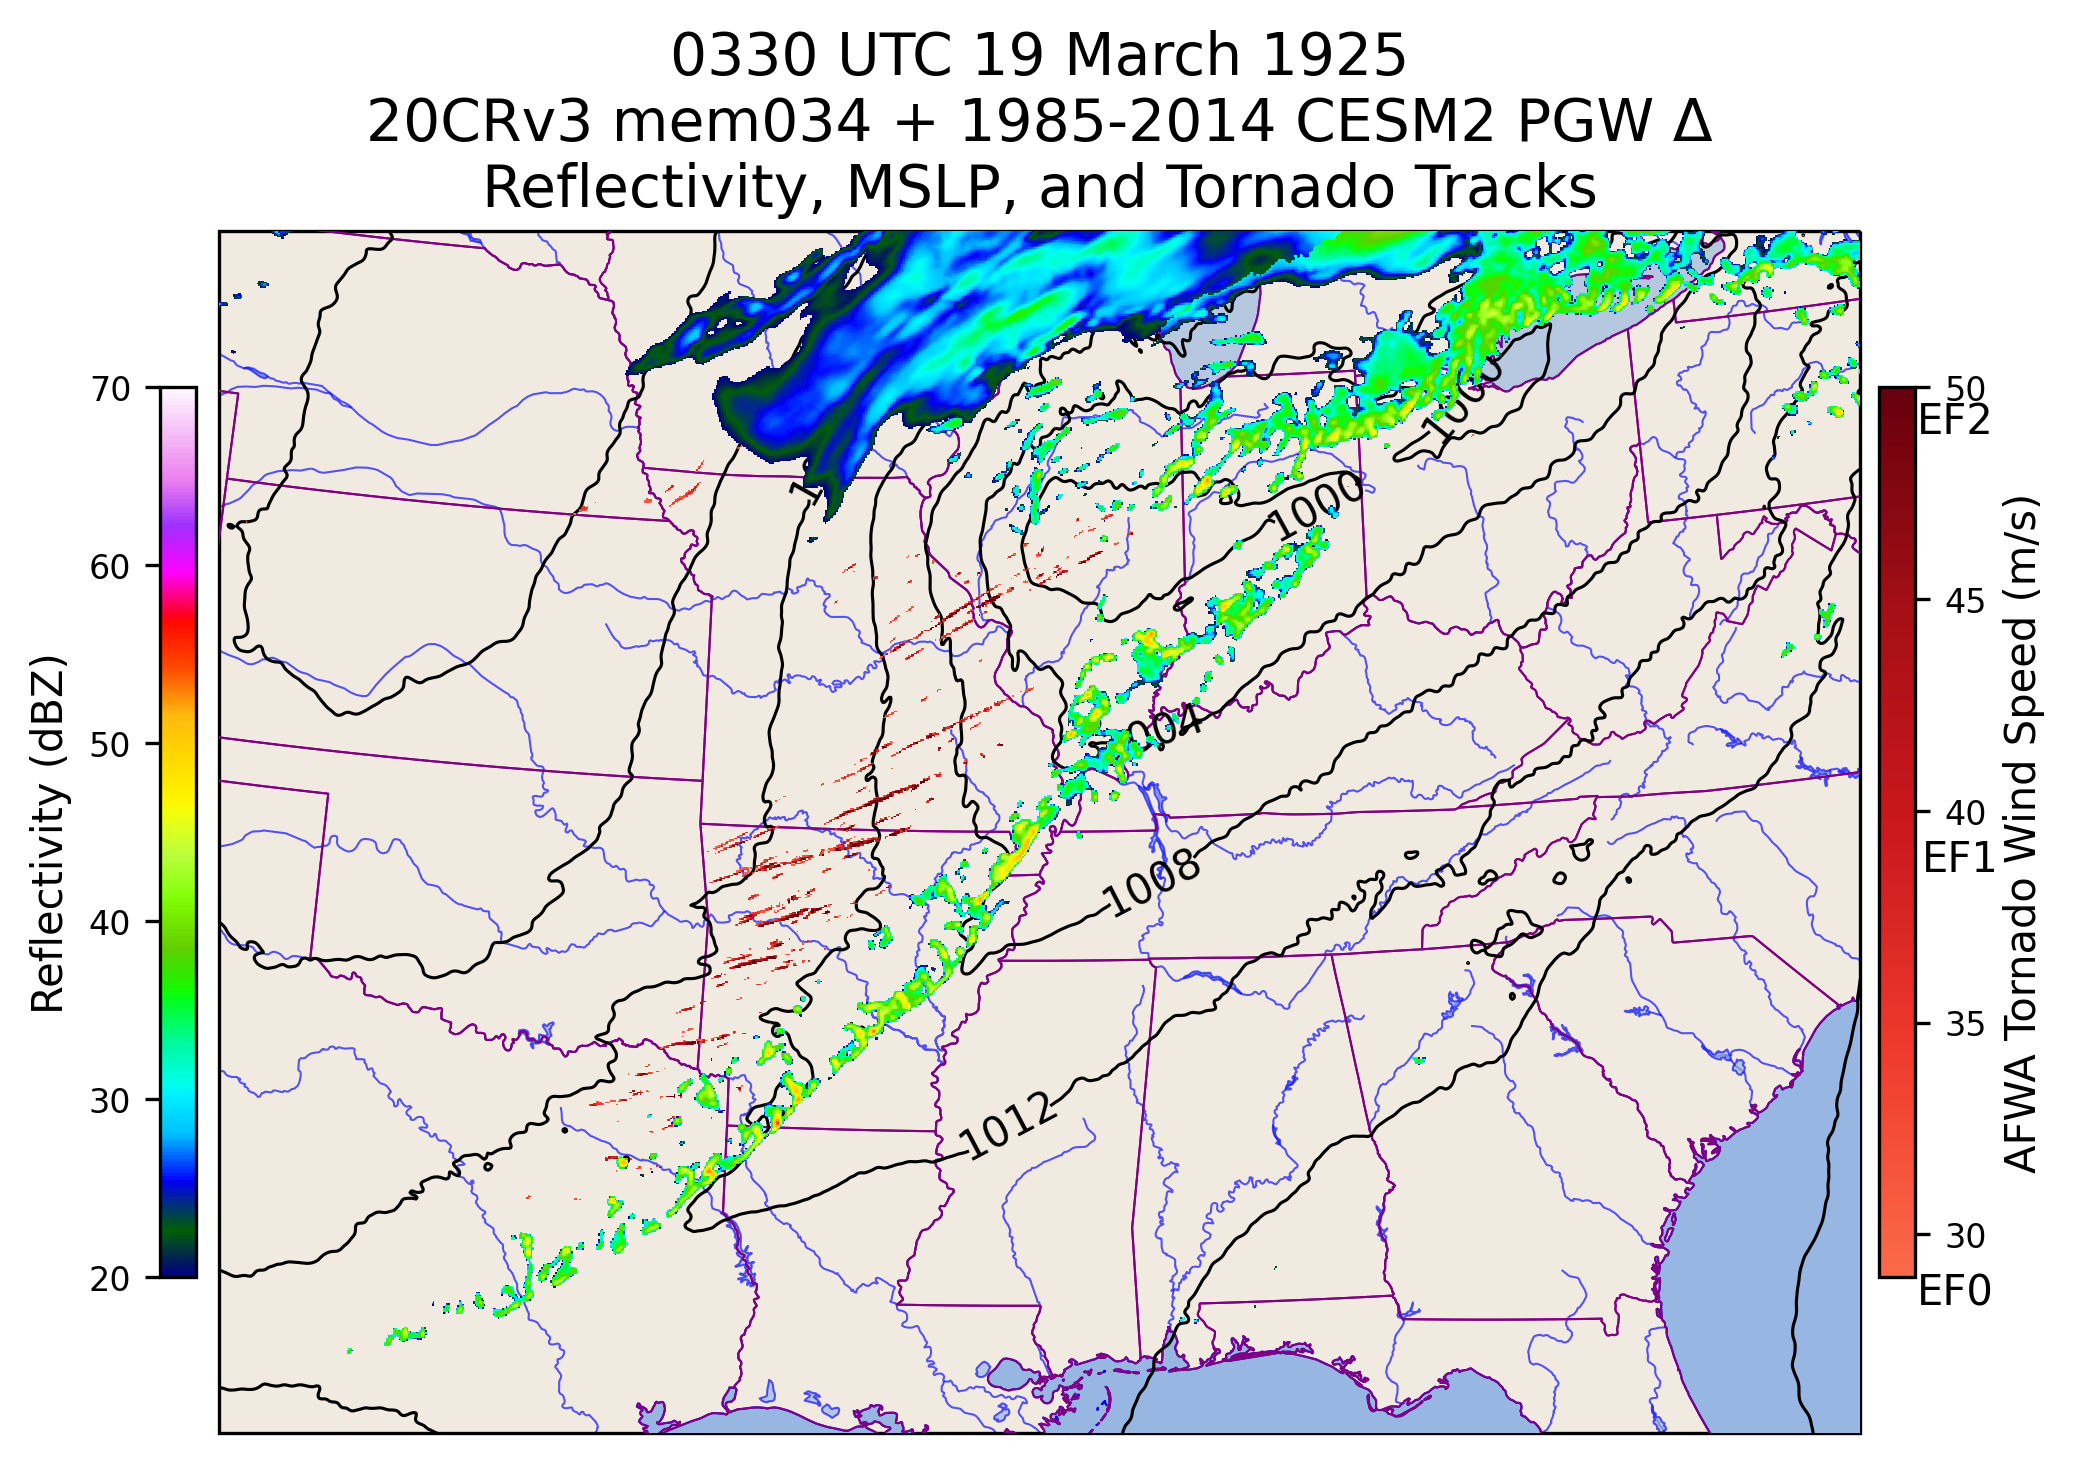 0330 UTC 19 March 1925
20CRv3 mem034 + 1985-2014 CESM2 PGW Δ
Reflectivity, MSLP, and Tornado Tracks
Reflectivity (dBZ)
70
60
50
40
30
20
1000
1000
1004
1008
1012
50
EF2
45
40
EF1
35
30
EF0
AFWA Tornado Wind Speed (m/s)